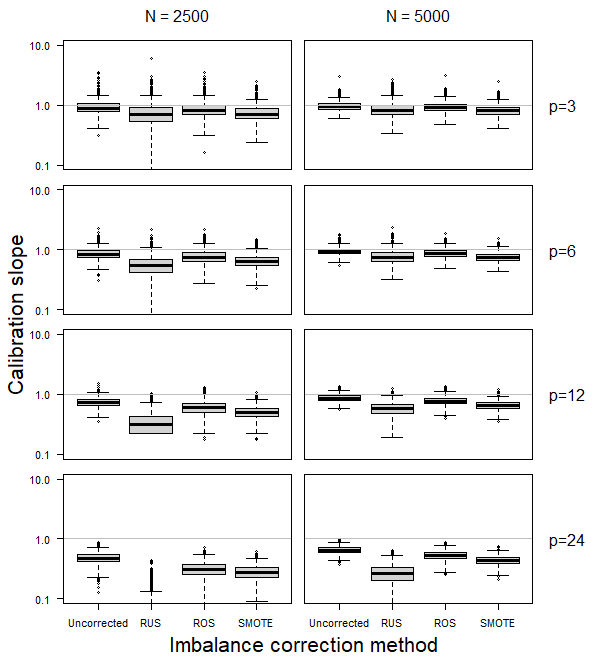 N = 2500 N = 5000
10.0
1.0
0.1
p=3
10.0
1.0
0.1
p=6
Calibration slope
10.0
1.0
0.1
p=12
10.0
1.0
0.1
p=24
Uncorrected RUS ROS SMOTE Uncorrected RUS ROS SMOTE
Imbalance correction method